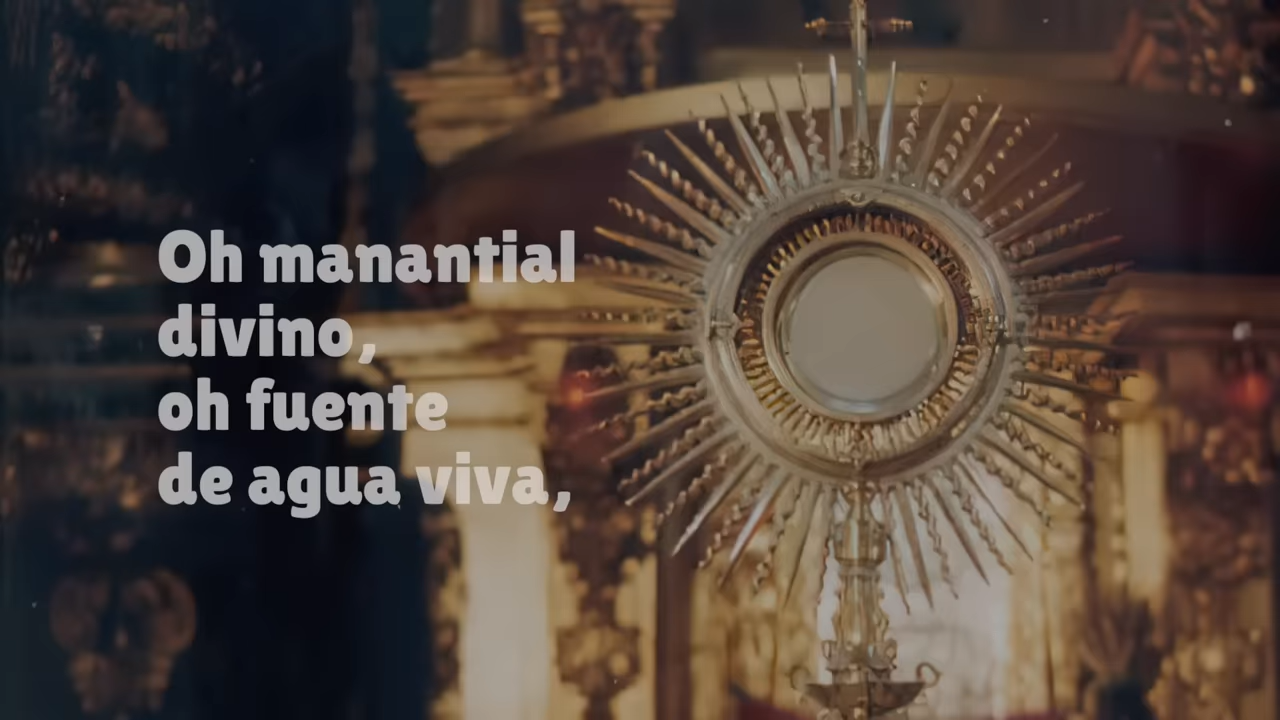 Oh manantial
divino,
oh fuente
de agua viva,